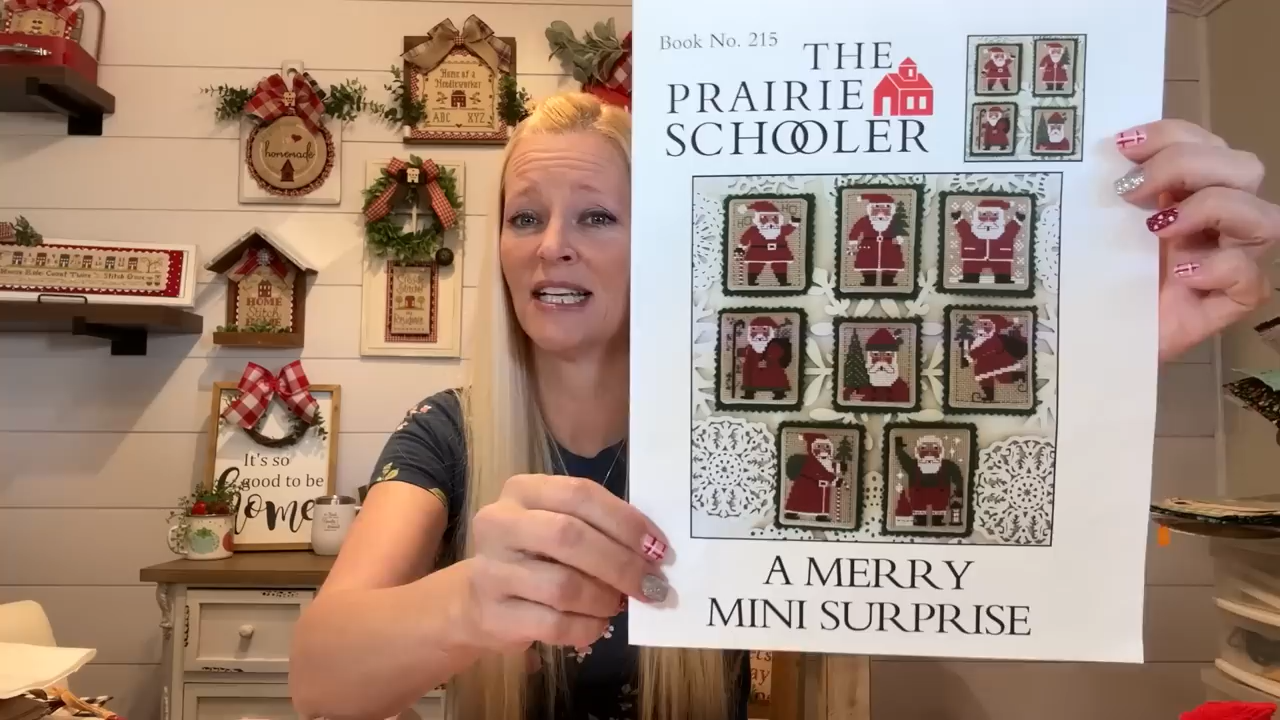 Book No. 215
THE
PRAIRIE
SCHOOLER
A MERRY
MINI SURPRISE
Home of a
Needleworker
ABC XYZ
homemade
HOME
It's so
good to be
home